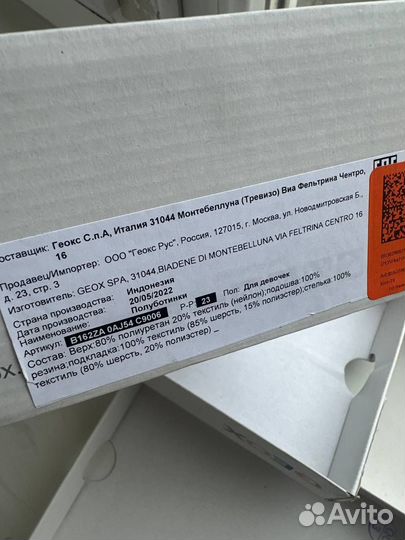 оставщик: Геокс С.п.А, Италия 31044 Монтебеллуна (Тревизо) Виа Фельтрина Чентро,
16
Продавец/Импортер: ООО "Геокс Рус", Россия, 127015, г. Москва, ул. Новодмитровская Б.,
д. 23, стр. 3
Изготовитель: GEOX SPA, 31044.BIADENE DI MONTEBELLUNA VIA FELTRINA CENTRO 16
Страна производства: Индонезия
Дата производства: 20/05/2022
Наименование: Полуботинки Р-Р 23 Пол: Для девочек
Артикул: B162ZA 0AJ54 C9006
Состав: Верх:80% полиуретан 20% текстиль (нейлон);подошва:100%
резина;подкладка:100% текстиль (85% шерсть, 15% полиэстер);стелька:100%
текстиль (80% шерсть, 20% полиэстер) _
Avito